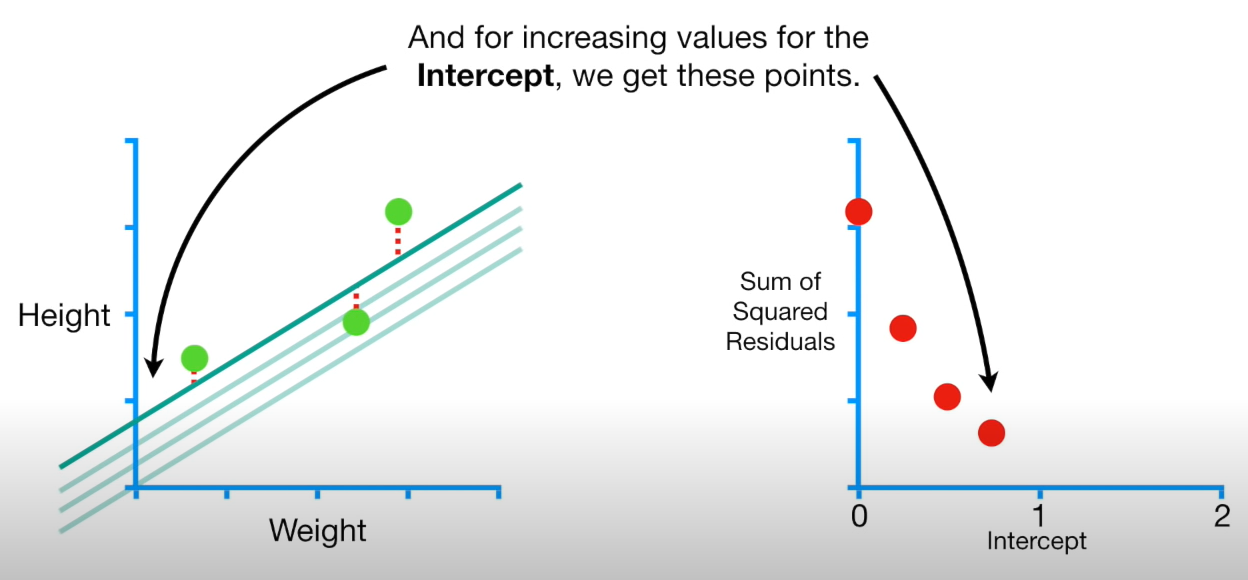 And for increasing values for the
Intercept, we get these points.
Height
Weight
Sum of
Squared
Residuals
0
1
2
Intercept